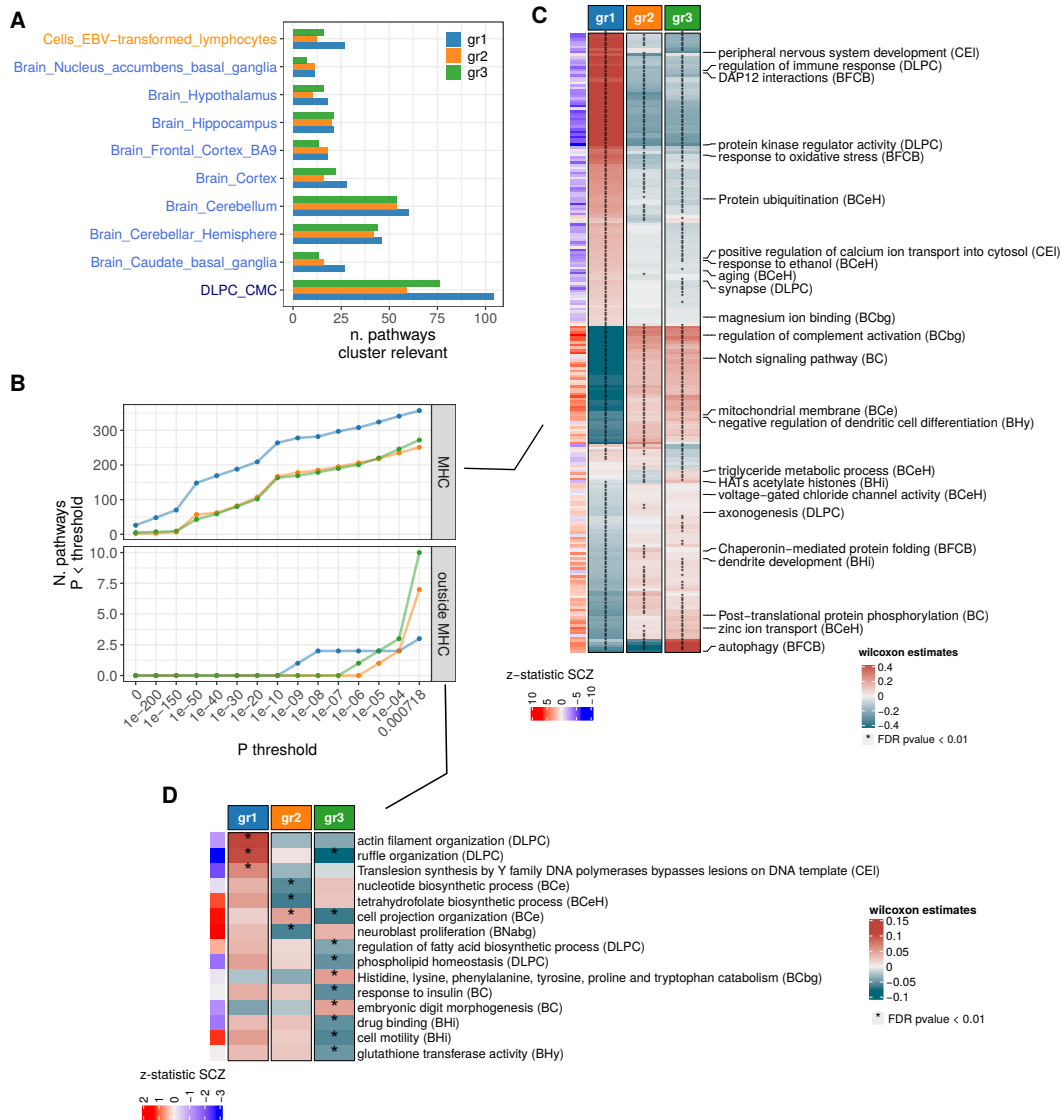 A
Cells_EBV-transformed_lymphocytes
Brain_Nucleus_accumbens_basal_ganglia
Brain_Hypothalamus
Brain_Hippocampus
Brain_Frontal_Cortex_BA9
Brain_Cortex
Brain_Cerebellum
Brain_Cerebellar_Hemisphere
Brain_Caudate_basal_ganglia
DLPC_CMC
gr1
gr2
gr3
0 25 50 75 100
n. pathways
cluster relevant
B
N. pathways
P < threshold
300
200
100
0
MHC
10.0
7.5
5.0
2.5
0.0
outside MHC
0
1e-200
1e-150
1e-50
1e-40
1e-30
1e-20
1e-10
1e-09
1e-08
1e-07
1e-06
1e-05
1e-04
0.000718
P threshold
C
gr1 gr2 gr3
peripheral nervous system development (CEl)
regulation of immune response (DLPC)
DAP12 interactions (BFCB)
protein kinase regulator activity (DLPC)
response to oxidative stress (BFCB)
Protein ubiquitination (BCeH)
positive regulation of calcium ion transport into cytosol (CEl)
response to ethanol (BCeH)
aging (BCeH)
synapse (DLPC)
magnesium ion binding (BCbg)
regulation of complement activation (BCbg)
Notch signaling pathway (BC)
mitochondrial membrane (BCe)
negative regulation of dendritic cell differentiation (BHy)
triglyceride metabolic process (BCeH)
HATs acetylate histones (BHi)
voltage-gated chloride channel activity (BCeH)
axonogenesis (DLPC)
Chaperonin-mediated protein folding (BFCB)
dendrite development (BHi)
Post-translational protein phosphorylation (BC)
zinc ion transport (BCeH)
autophagy (BFCB)
z-statistic SCZ
10 5 0 -5 -10
wilcoxon estimates
0.4
0.2
0
-0.2
-0.4
* FDR pvalue < 0.01
D
gr1 gr2 gr3
actin filament organization (DLPC)
ruffle organization (DLPC)
Translesion synthesis by Y family DNA polymerases bypasses lesions on DNA template (CEl)
nucleotide biosynthetic process (BCe)
tetrahydrofolate biosynthetic process (BCeH)
cell projection organization (BCe)
neuroblast proliferation (BNabg)
regulation of fatty acid biosynthetic process (DLPC)
phospholipid homeostasis (DLPC)
Histidine, lysine, phenylalanine, tyrosine, proline and tryptophan catabolism (BCbg)
response to insulin (BC)
embryonic digit morphogenesis (BC)
drug binding (BHi)
cell motility (BHi)
glutathione transferase activity (BHy)
z-statistic SCZ
2 1 0 -1 -2 -3
wilcoxon estimates
0.15
0.1
0.05
0
-0.05
-0.1
* FDR pvalue < 0.01